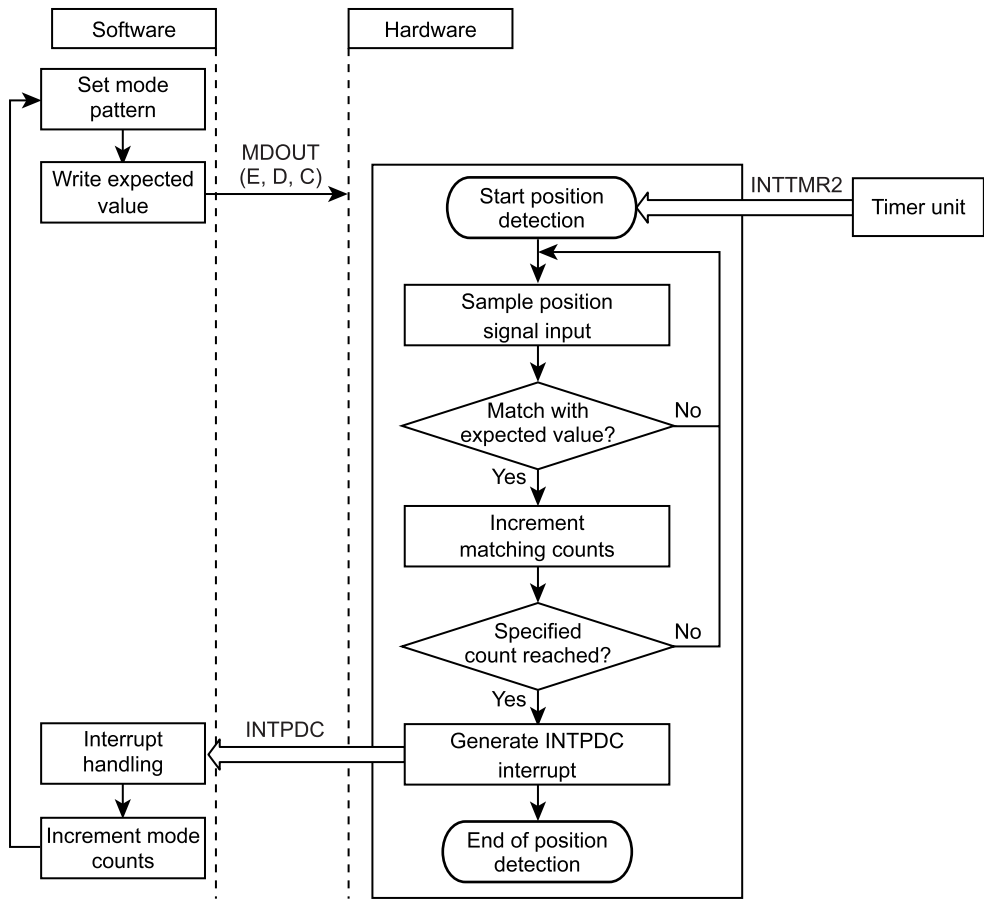 Software
Hardware
Set mode
pattern
Write expected
value
MDOUT
(E, D, C)
Start position
detection
INTTMR2
Timer unit
Sample position
signal input
Match with
expected value?
No
Yes
Increment
matching counts
Specified
count reached?
No
Yes
Generate INTPDC
interrupt
INTPDC
Interrupt
handling
Increment mode
counts
End of position
detection